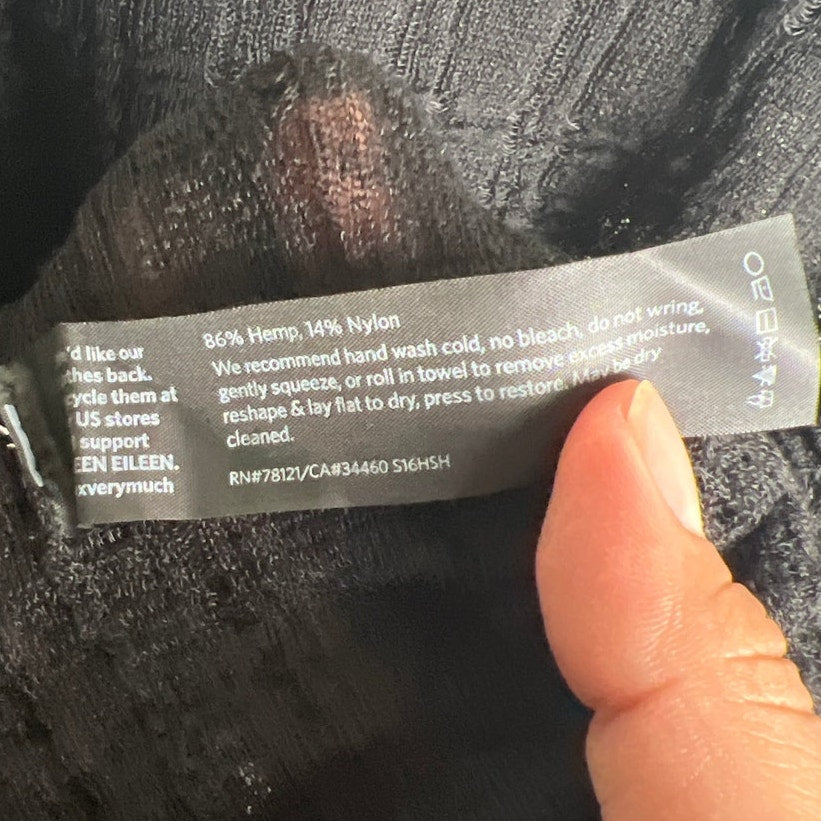 'd like our
thes back.
ycle them at
US stores
support
EEN EILEEN.
xverymuch
86% Hemp, 14% Nylon
We recommend hand wash cold, no bleach, do not wring,
gently squeeze, or roll in towel to remove excess moisture,
reshape & lay flat to dry, press to restore. May be dry
cleaned.
RN#78121/CA#34460 S16HSH